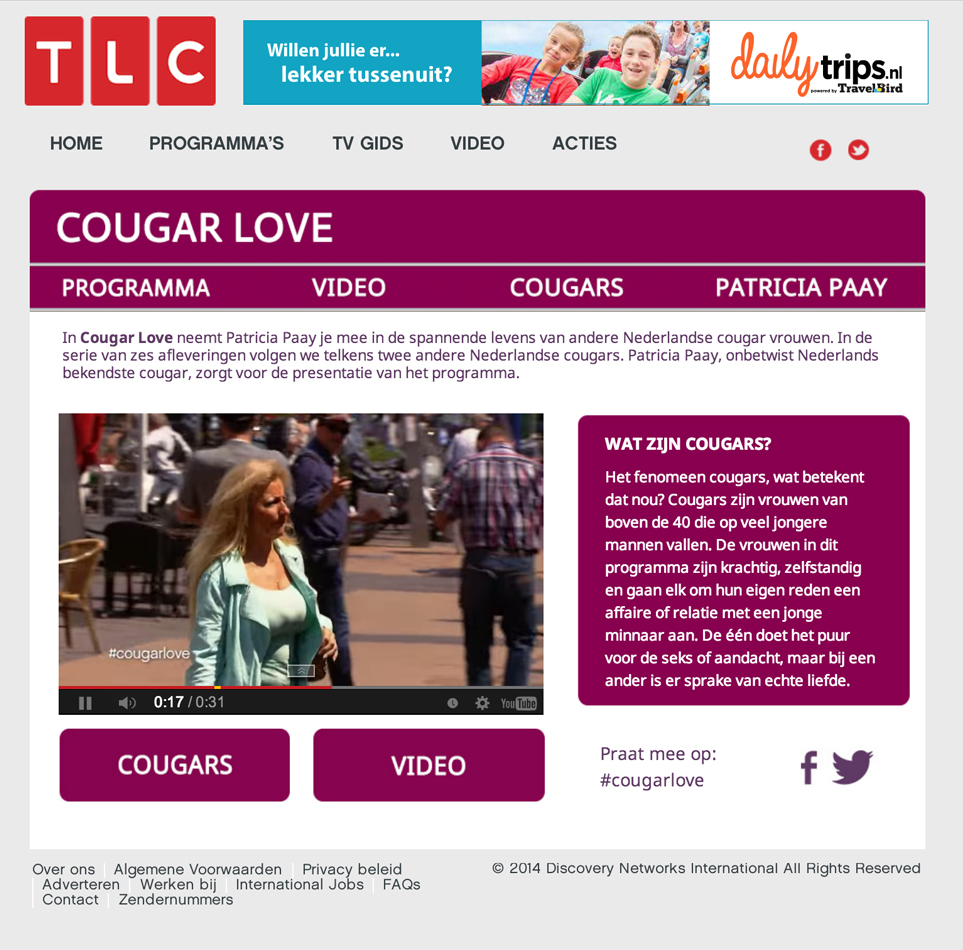 TLC
Willen jullie er...
lekker tussenuit?
dailytrips.nl
powered by TravelBird
HOME PROGRAMMA'S TV GIDS VIDEO ACTIES
COUGAR LOVE
PROGRAMMA VIDEO COUGARS PATRICIA PAAY
In Cougar Love neemt Patricia Paay je mee in de spannende levens van andere Nederlandse cougar vrouwen. In de
serie van zes afleveringen volgen we telkens twee andere Nederlandse cougars. Patricia Paay, onbetwist Nederlands
bekendste cougar, zorgt voor de presentatie van het programma.
#cougarlove
0:17 / 0:31
YouTube
WAT ZIJN COUGARS?
Het fenomeen cougars, wat betekent
dat nou? Cougars zijn vrouwen van
boven de 40 die op veel jongere
mannen vallen. De vrouwen in dit
programma zijn krachtig, zelfstandig
en gaan elk om hun eigen reden een
affaire of relatie met een jonge
minnaar aan. De één doet het puur
voor de seks of aandacht, maar bij een
ander is er sprake van echte liefde.
COUGARS VIDEO
Praat mee op:
#cougarlove
Over ons Algemene Voorwaarden Privacy beleid
Adverteren Werken bij International Jobs FAQs
Contact Zendernummers
© 2014 Discovery Networks International All Rights Reserved